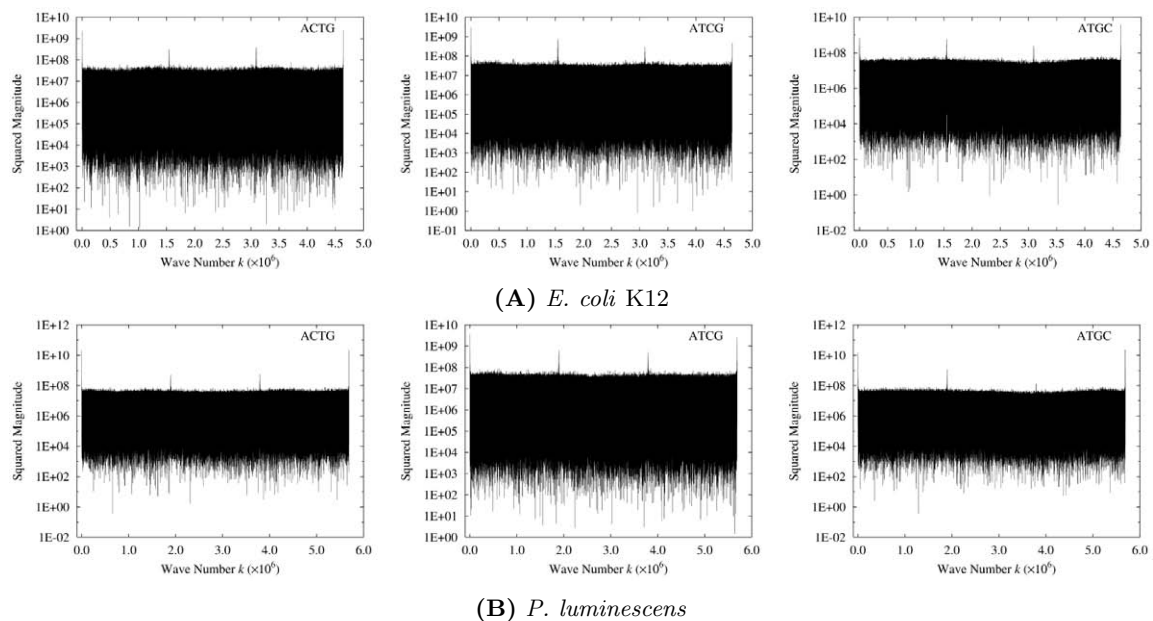 ACTG
1E+10
1E+09
1E+08
1E+07
1E+06
1E+05
1E+04
1E+03
1E+02
1E+01
1E+00
Squared Magnitude
0.0 0.5 1.0 1.5 2.0 2.5 3.0 3.5 4.0 4.5 5.0
Wave Number k (×10⁶)
ATCG
1E+10
1E+09
1E+08
1E+07
1E+06
1E+05
1E+04
1E+03
1E+02
1E+01
1E+00
1E-01
Squared Magnitude
0.0 0.5 1.0 1.5 2.0 2.5 3.0 3.5 4.0 4.5 5.0
Wave Number k (×10⁶)
ATGC
1E+10
1E+08
1E+06
1E+04
1E+02
1E+00
1E-02
Squared Magnitude
0.0 0.5 1.0 1.5 2.0 2.5 3.0 3.5 4.0 4.5 5.0
Wave Number k (×10⁶)
(A) E. coli K12
ACTG
1E+12
1E+10
1E+08
1E+06
1E+04
1E+02
1E+00
1E-02
Squared Magnitude
0.0 1.0 2.0 3.0 4.0 5.0 6.0
Wave Number k (×10⁶)
ATCG
1E+10
1E+09
1E+08
1E+07
1E+06
1E+05
1E+04
1E+03
1E+02
1E+01
1E+00
Squared Magnitude
0.0 1.0 2.0 3.0 4.0 5.0 6.0
Wave Number k (×10⁶)
ATGC
1E+12
1E+10
1E+08
1E+06
1E+04
1E+02
1E+00
1E-02
Squared Magnitude
0.0 1.0 2.0 3.0 4.0 5.0 6.0
Wave Number k (×10⁶)
(B) P. luminescens